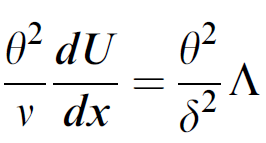 θ²/ν dU/dx = θ²/δ² Λ